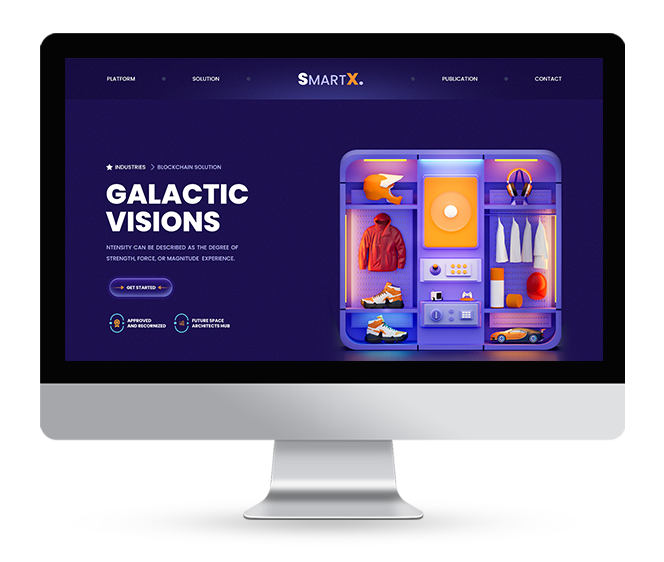 PLATFORM
SOLUTION
SMARTX.
PUBLICATION
CONTACT
INDUSTRIES
BLOCKCHAIN SOLUTION
GALACTIC
VISIONS
NTENSITY CAN BE DESCRIBED AS THE DEGREE OF
STRENGTH, FORCE, OR MAGNITUDE EXPERIENCE.
GET STARTED
APPROVED
AND RECORNIZED
FUTURE SPACE
ARCHITECTS HUB